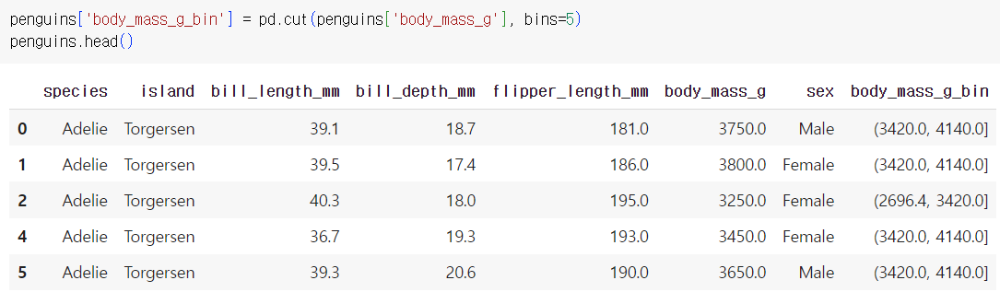 penguins['body_mass_g_bin'] = pd.cut(penguins['body_mass_g'], bins=5)
penguins.head()
species island bill_length_mm bill_depth_mm flipper_length_mm body_mass_g sex body_mass_g_bin
0 Adelie Torgersen 39.1 18.7 181.0 3750.0 Male (3420.0, 4140.0]
1 Adelie Torgersen 39.5 17.4 186.0 3800.0 Female (3420.0, 4140.0]
2 Adelie Torgersen 40.3 18.0 195.0 3250.0 Female (2696.4, 3420.0]
4 Adelie Torgersen 36.7 19.3 193.0 3450.0 Female (3420.0, 4140.0]
5 Adelie Torgersen 39.3 20.6 190.0 3650.0 Male (3420.0, 4140.0]